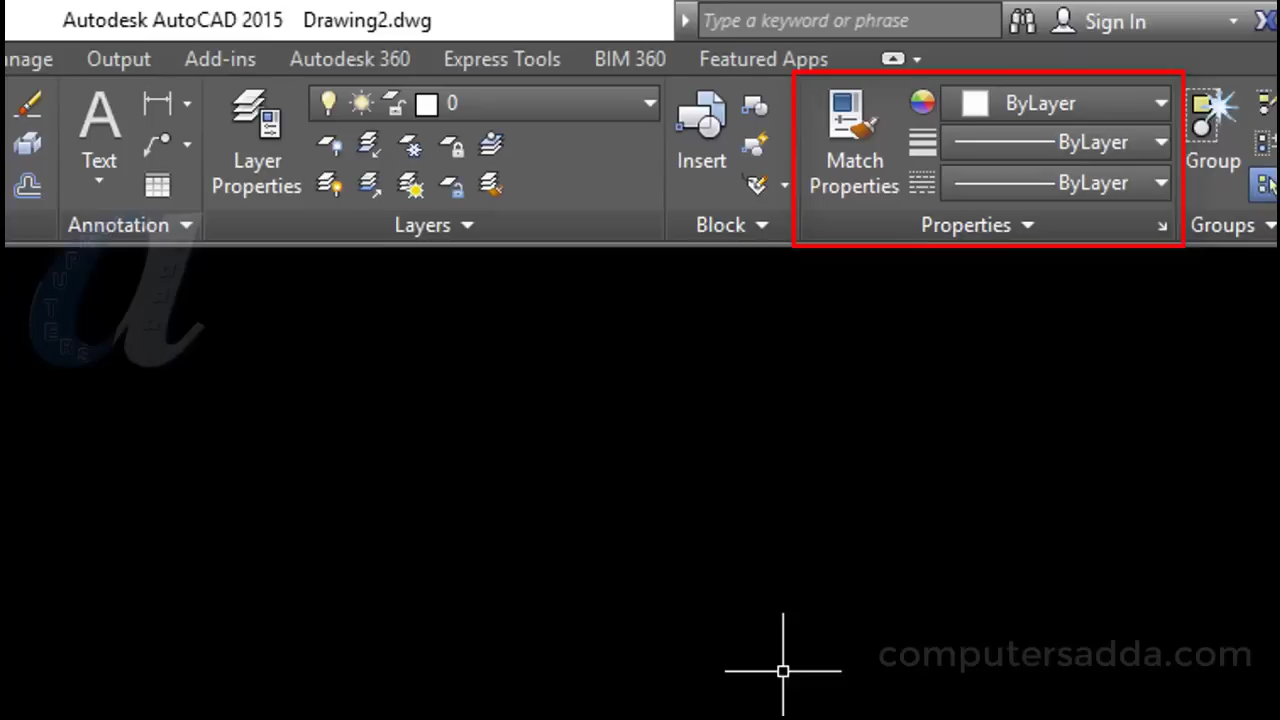 Autodesk AutoCAD 2015 Drawing2.dwg
Type a keyword or phrase
Sign In
nage
Output
Add-ins
Autodesk 360
Express Tools
BIM 360
Featured Apps
A
Text
Annotation
Layer
Properties
0
Layers
Insert
Block
Match
Properties
ByLayer
ByLayer
ByLayer
Properties
Group
Groups
computersadda.com